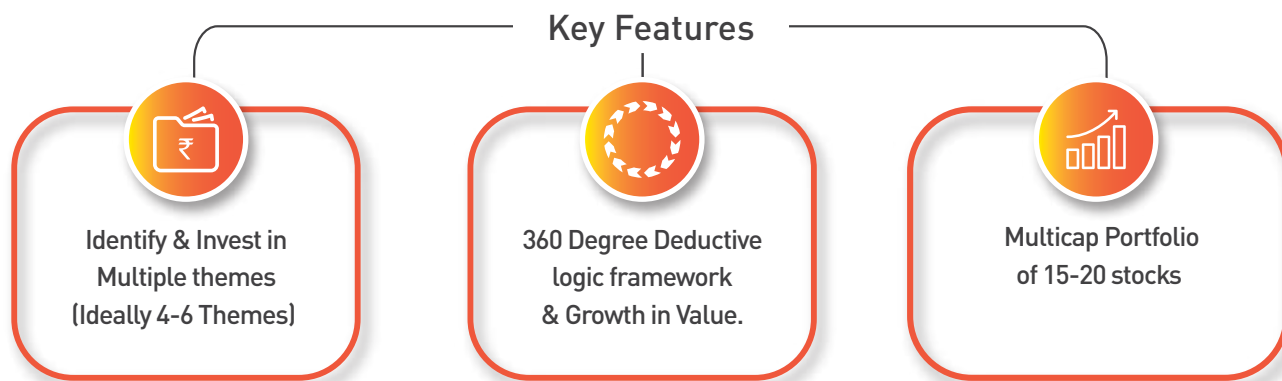 Key Features
₹
Identify & Invest in
Multiple themes
(Ideally 4-6 Themes)
360 Degree Deductive
logic framework
& Growth in Value.
Multicap Portfolio
of 15-20 stocks